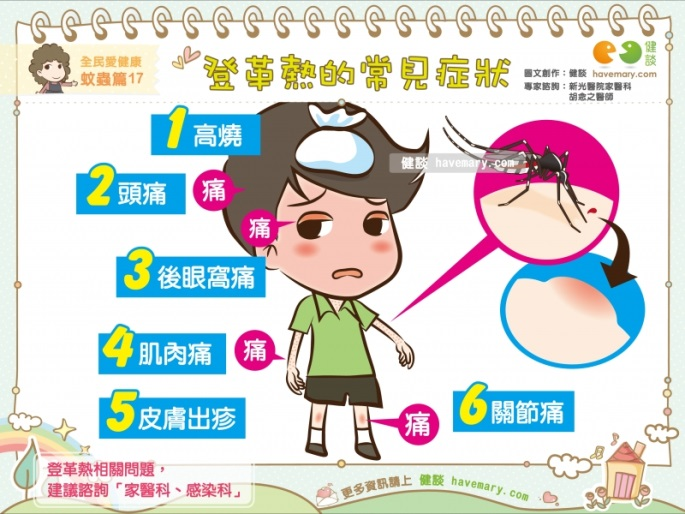 全民愛健康
蚊蟲篇17
登革熱的常見症狀
健談
圖文創作：健談 havemary.com
專家諮詢：新光醫院家醫科
胡念之醫師
1 高燒
健談 havemary.com
2 頭痛
痛
痛
3 後眼窩痛
4 肌肉痛
痛
5 皮膚出疹
痛
6 關節痛
登革熱相關問題，
建議諮詢「家醫科、感染科」
更多資訊請上 健談 havemary.com